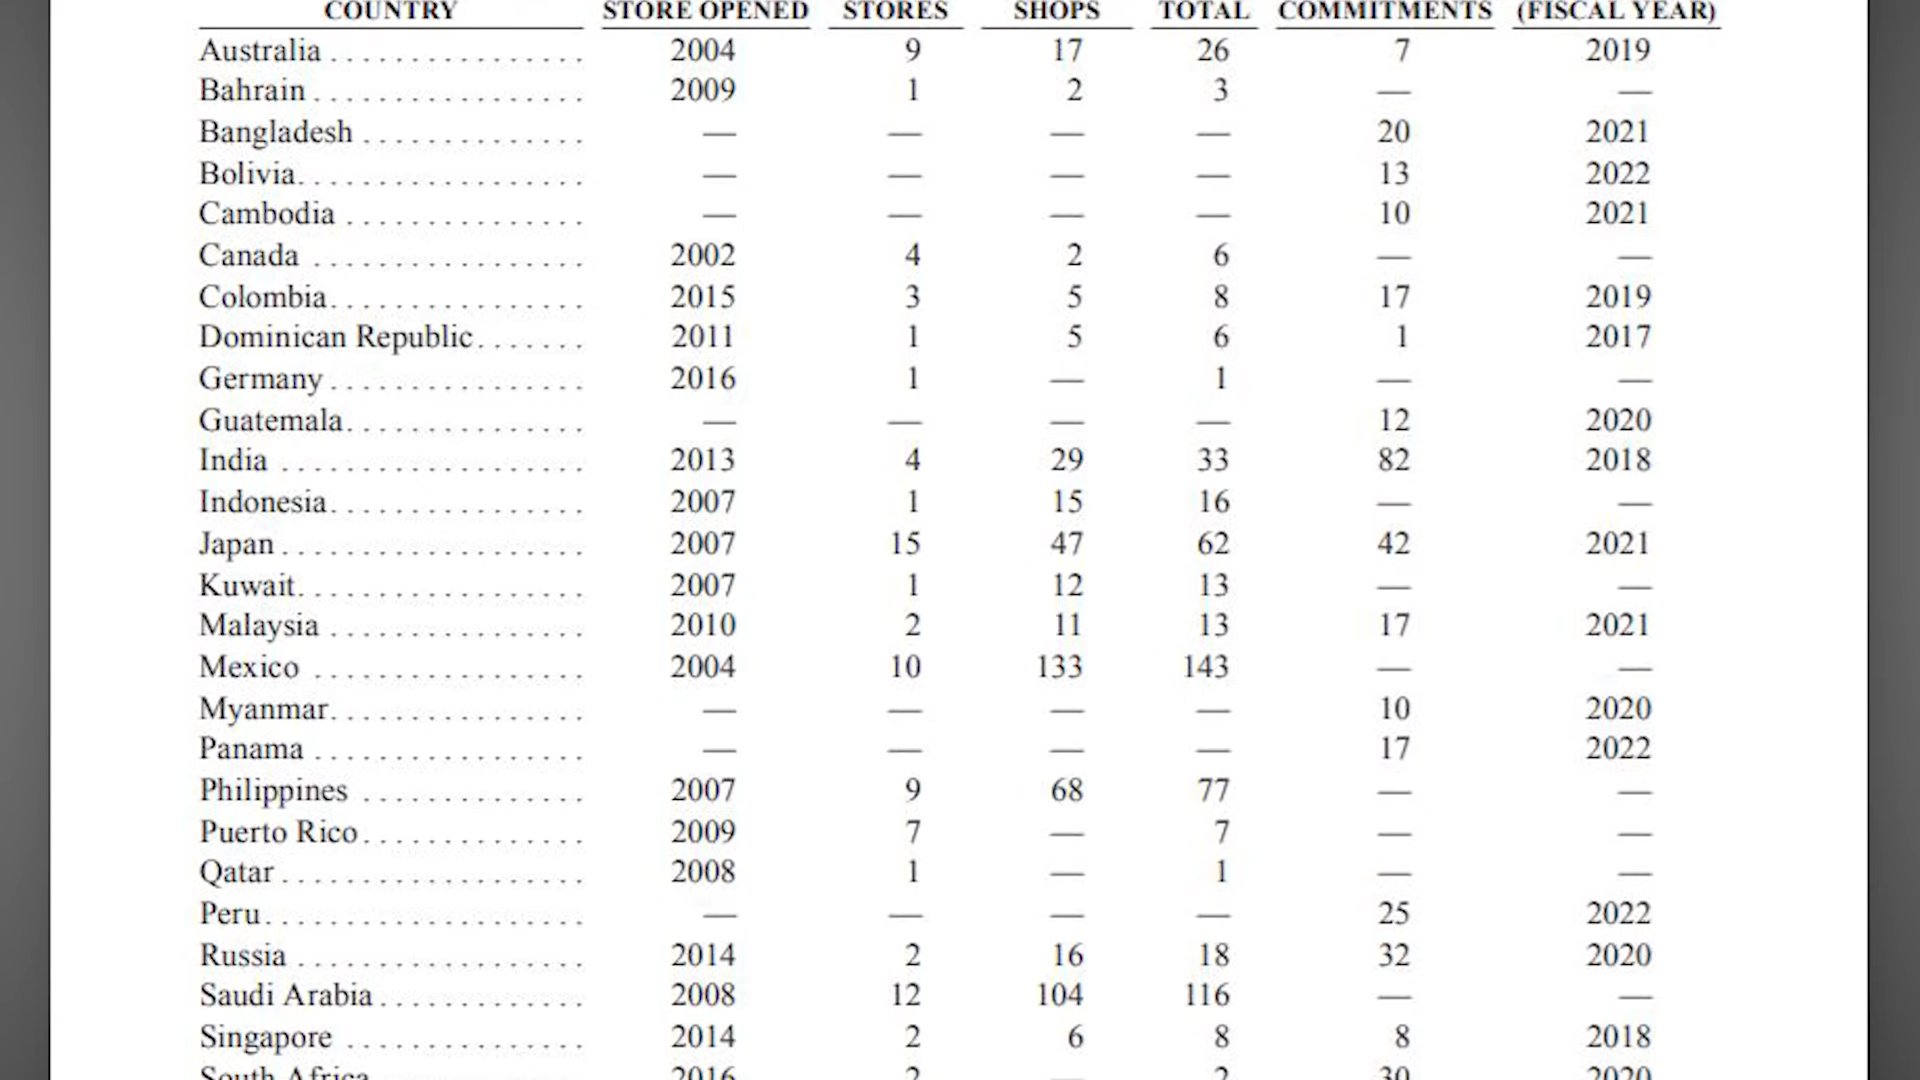 COUNTRY STORE OPENED STORES SHOPS TOTAL COMMITMENTS (FISCAL YEAR)
Australia . . . . . . . . . . . . . . . . 2004 9 17 26 7 2019
Bahrain . . . . . . . . . . . . . . . . . 2009 1 2 3 — —
Bangladesh . . . . . . . . . . . . . . — — — — 20 2021
Bolivia. . . . . . . . . . . . . . . . . . — — — — 13 2022
Cambodia . . . . . . . . . . . . . . . — — — — 10 2021
Canada . . . . . . . . . . . . . . . . . 2002 4 2 6 — —
Colombia. . . . . . . . . . . . . . . . 2015 3 5 8 17 2019
Dominican Republic. . . . . . . 2011 1 5 6 1 2017
Germany . . . . . . . . . . . . . . . . 2016 1 — 1 — —
Guatemala. . . . . . . . . . . . . . . — — — — 12 2020
India . . . . . . . . . . . . . . . . . . . 2013 4 29 33 82 2018
Indonesia. . . . . . . . . . . . . . . . 2007 1 15 16 — —
Japan . . . . . . . . . . . . . . . . . . . 2007 15 47 62 42 2021
Kuwait. . . . . . . . . . . . . . . . . . 2007 1 12 13 — —
Malaysia . . . . . . . . . . . . . . . . 2010 2 11 13 17 2021
Mexico . . . . . . . . . . . . . . . . . 2004 10 133 143 — —
Myanmar. . . . . . . . . . . . . . . . — — — — 10 2020
Panama . . . . . . . . . . . . . . . . . — — — — 17 2022
Philippines . . . . . . . . . . . . . . 2007 9 68 77 — —
Puerto Rico. . . . . . . . . . . . . . 2009 7 — 7 — —
Qatar . . . . . . . . . . . . . . . . . . . 2008 1 — 1 — —
Peru. . . . . . . . . . . . . . . . . . . . — — — — 25 2022
Russia . . . . . . . . . . . . . . . . . . 2014 2 16 18 32 2020
Saudi Arabia. . . . . . . . . . . . . 2008 12 104 116 — —
Singapore . . . . . . . . . . . . . . . 2014 2 6 8 8 2018
South Africa 2016 2 — 2 30 2020